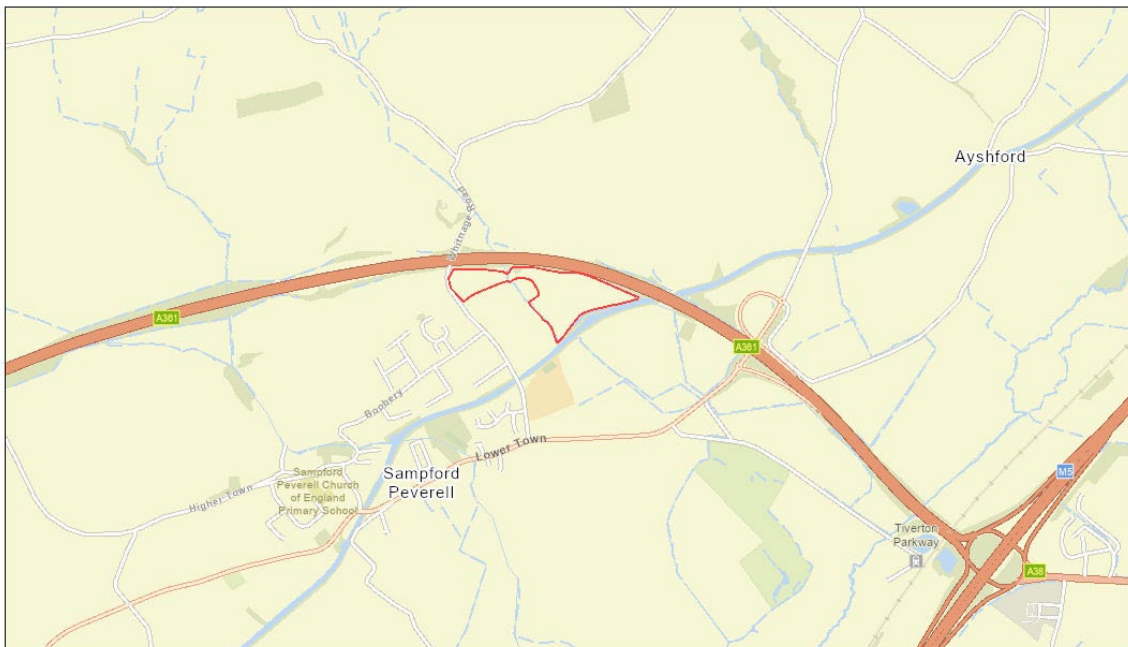 Ayshford
Whitnage Road
A361
A361
Boobery
Lower Town
Sampford
Peverell
Sampford
Peverell Church
of England
Primary School
Higher Town
M5
Tiverton
Parkway
A38